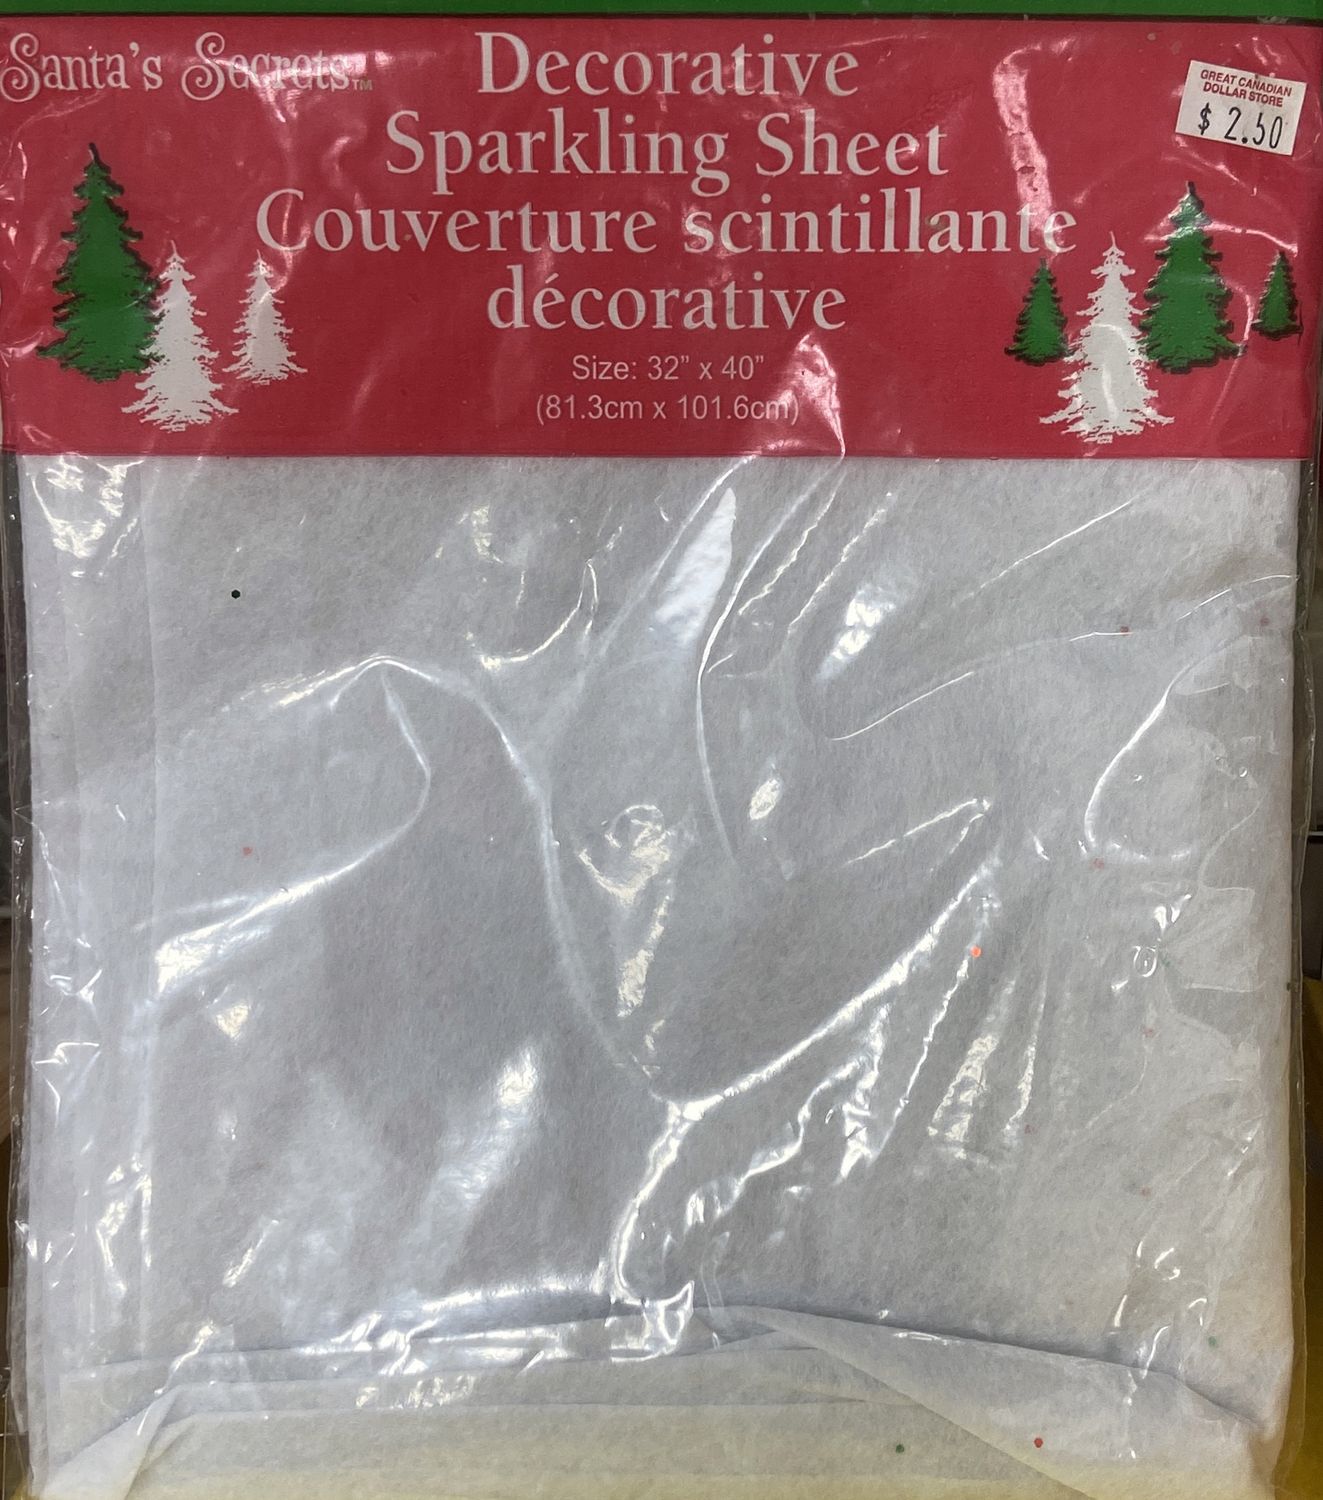 Santa's Secrets™
Decorative
Sparkling Sheet
Couverture scintillante
décorative
Size: 32” x 40”
(81.3cm x 101.6cm)
GREAT CANADIAN
DOLLAR STORE
$ 2.50